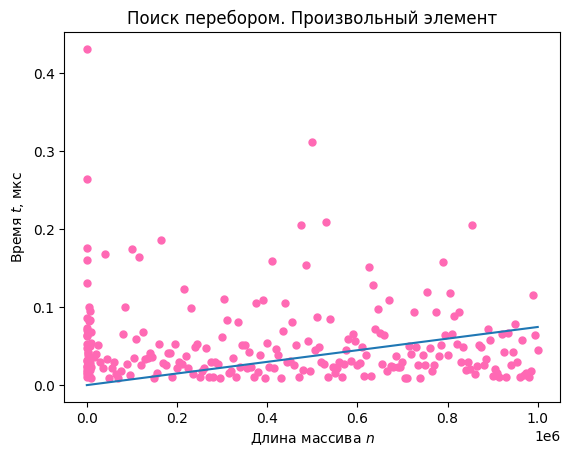 Поиск перебором. Произвольный элемент
Время t, мкс
0.4
0.3
0.2
0.1
0.0
0.0 0.2 0.4 0.6 0.8 1.0
1e6
Длина массива n